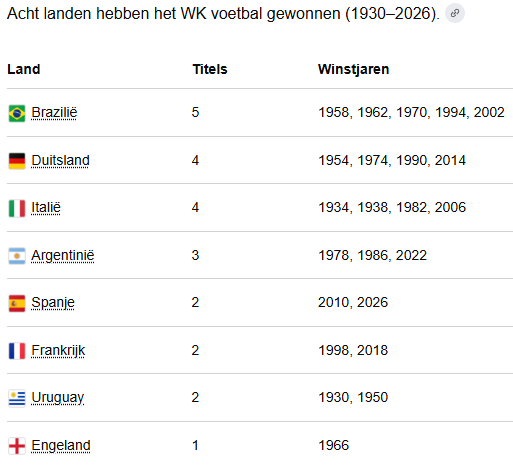 Acht landen hebben het WK voetbal gewonnen (1930–2026).
Land Titels Winstjaren
Brazilië 5 1958, 1962, 1970, 1994, 2002
Duitsland 4 1954, 1974, 1990, 2014
Italië 4 1934, 1938, 1982, 2006
Argentinië 3 1978, 1986, 2022
Spanje 2 2010, 2026
Frankrijk 2 1998, 2018
Uruguay 2 1930, 1950
Engeland 1 1966